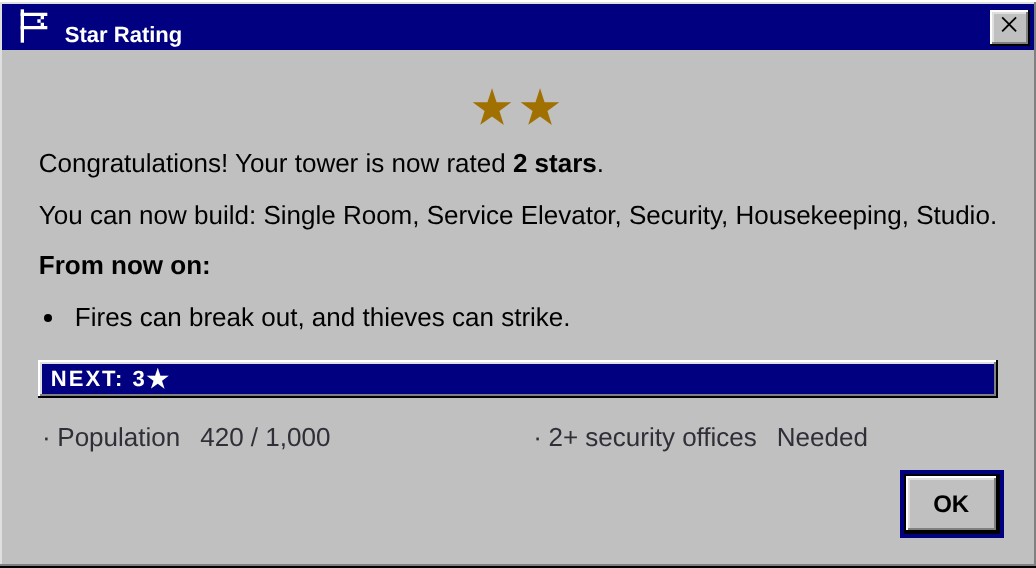 Star Rating
★★
Congratulations! Your tower is now rated 2 stars.
You can now build: Single Room, Service Elevator, Security, Housekeeping, Studio.
From now on:
• Fires can break out, and thieves can strike.
NEXT: 3★
· Population 420 / 1,000
· 2+ security offices Needed
OK